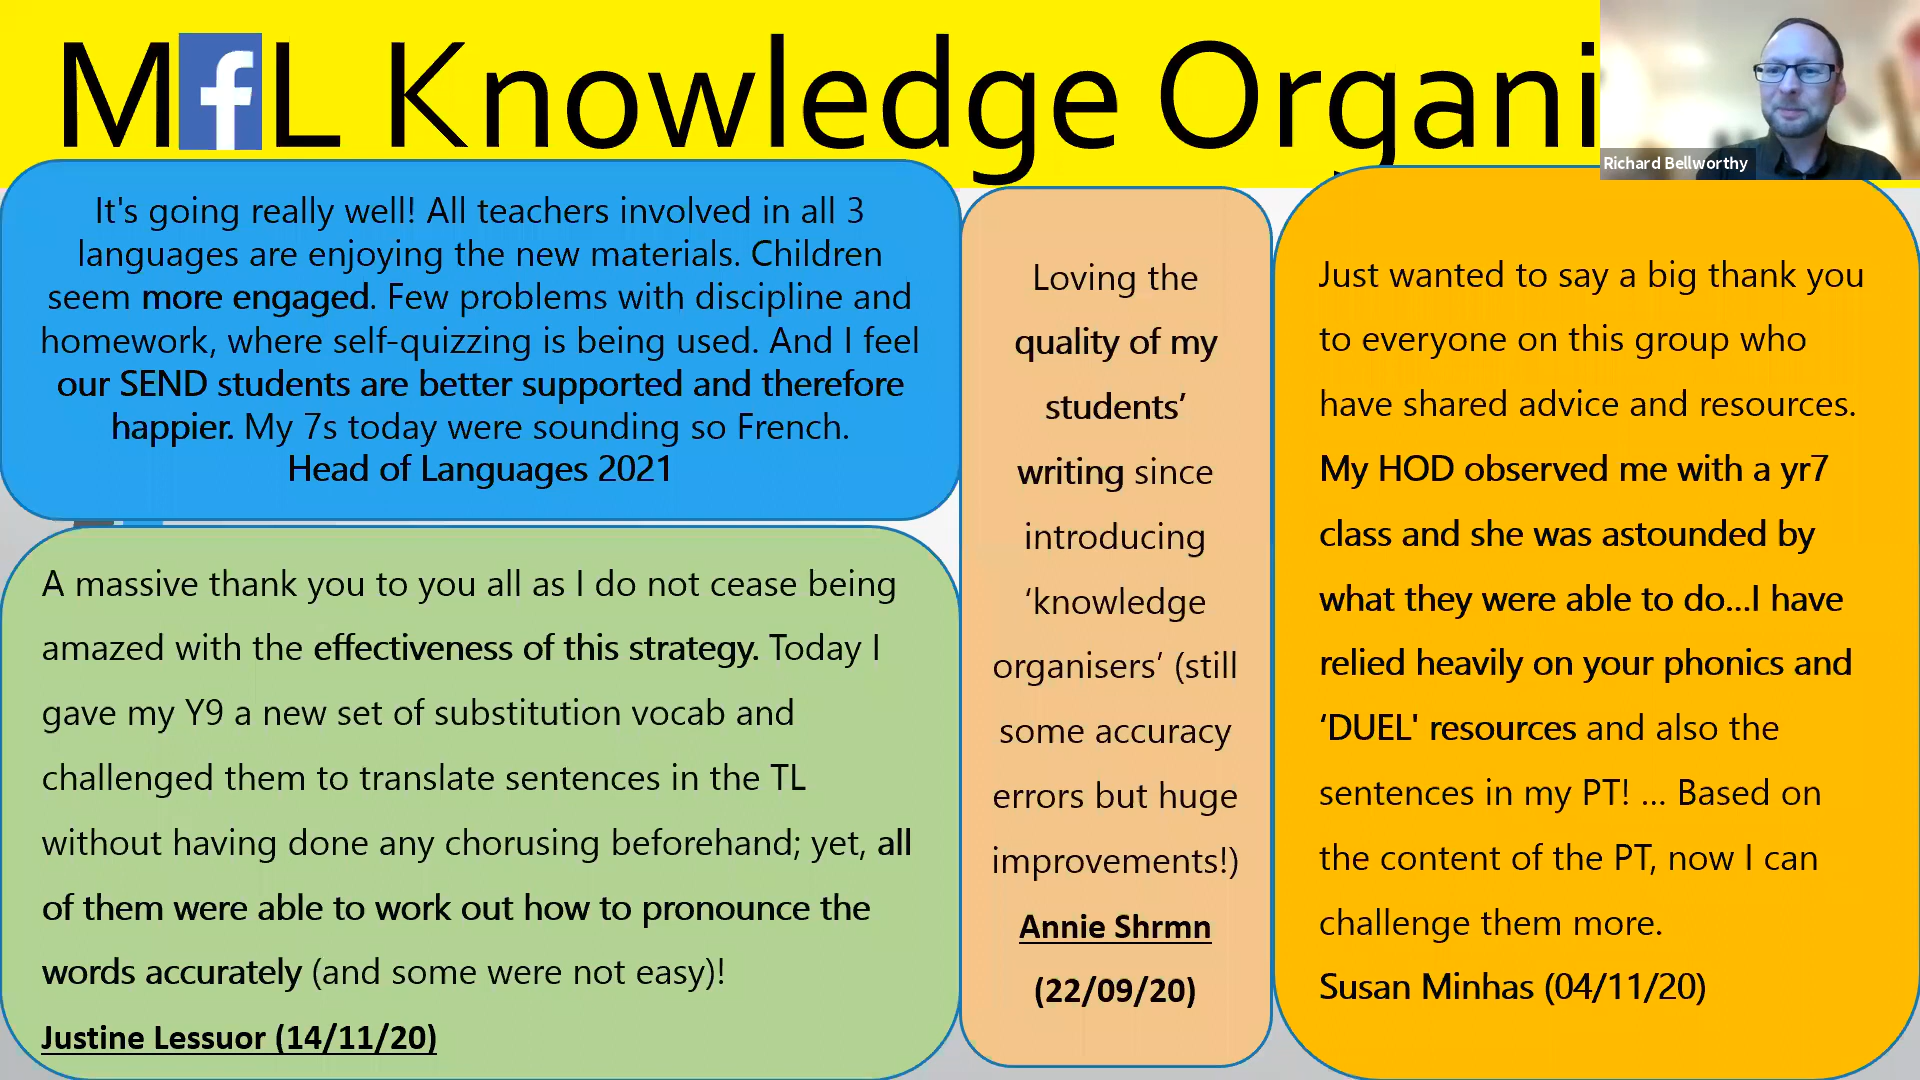 MfL Knowledge Organi
Richard Bellworthy
It's going really well! All teachers involved in all 3
languages are enjoying the new materials. Children
seem more engaged. Few problems with discipline and
homework, where self-quizzing is being used. And I feel
our SEND students are better supported and therefore
happier. My 7s today were sounding so French.
Head of Languages 2021
A massive thank you to you all as I do not cease being
amazed with the effectiveness of this strategy. Today I
gave my Y9 a new set of substitution vocab and
challenged them to translate sentences in the TL
without having done any chorusing beforehand; yet, all
of them were able to work out how to pronounce the
words accurately (and some were not easy)!
Justine Lessuor (14/11/20)
Loving the
quality of my
students’
writing since
introducing
‘knowledge
organisers’ (still
some accuracy
errors but huge
improvements!)
Annie Shrmn
(22/09/20)
Just wanted to say a big thank you
to everyone on this group who
have shared advice and resources.
My HOD observed me with a yr7
class and she was astounded by
what they were able to do...I have
relied heavily on your phonics and
‘DUEL' resources and also the
sentences in my PT! ... Based on
the content of the PT, now I can
challenge them more.
Susan Minhas (04/11/20)